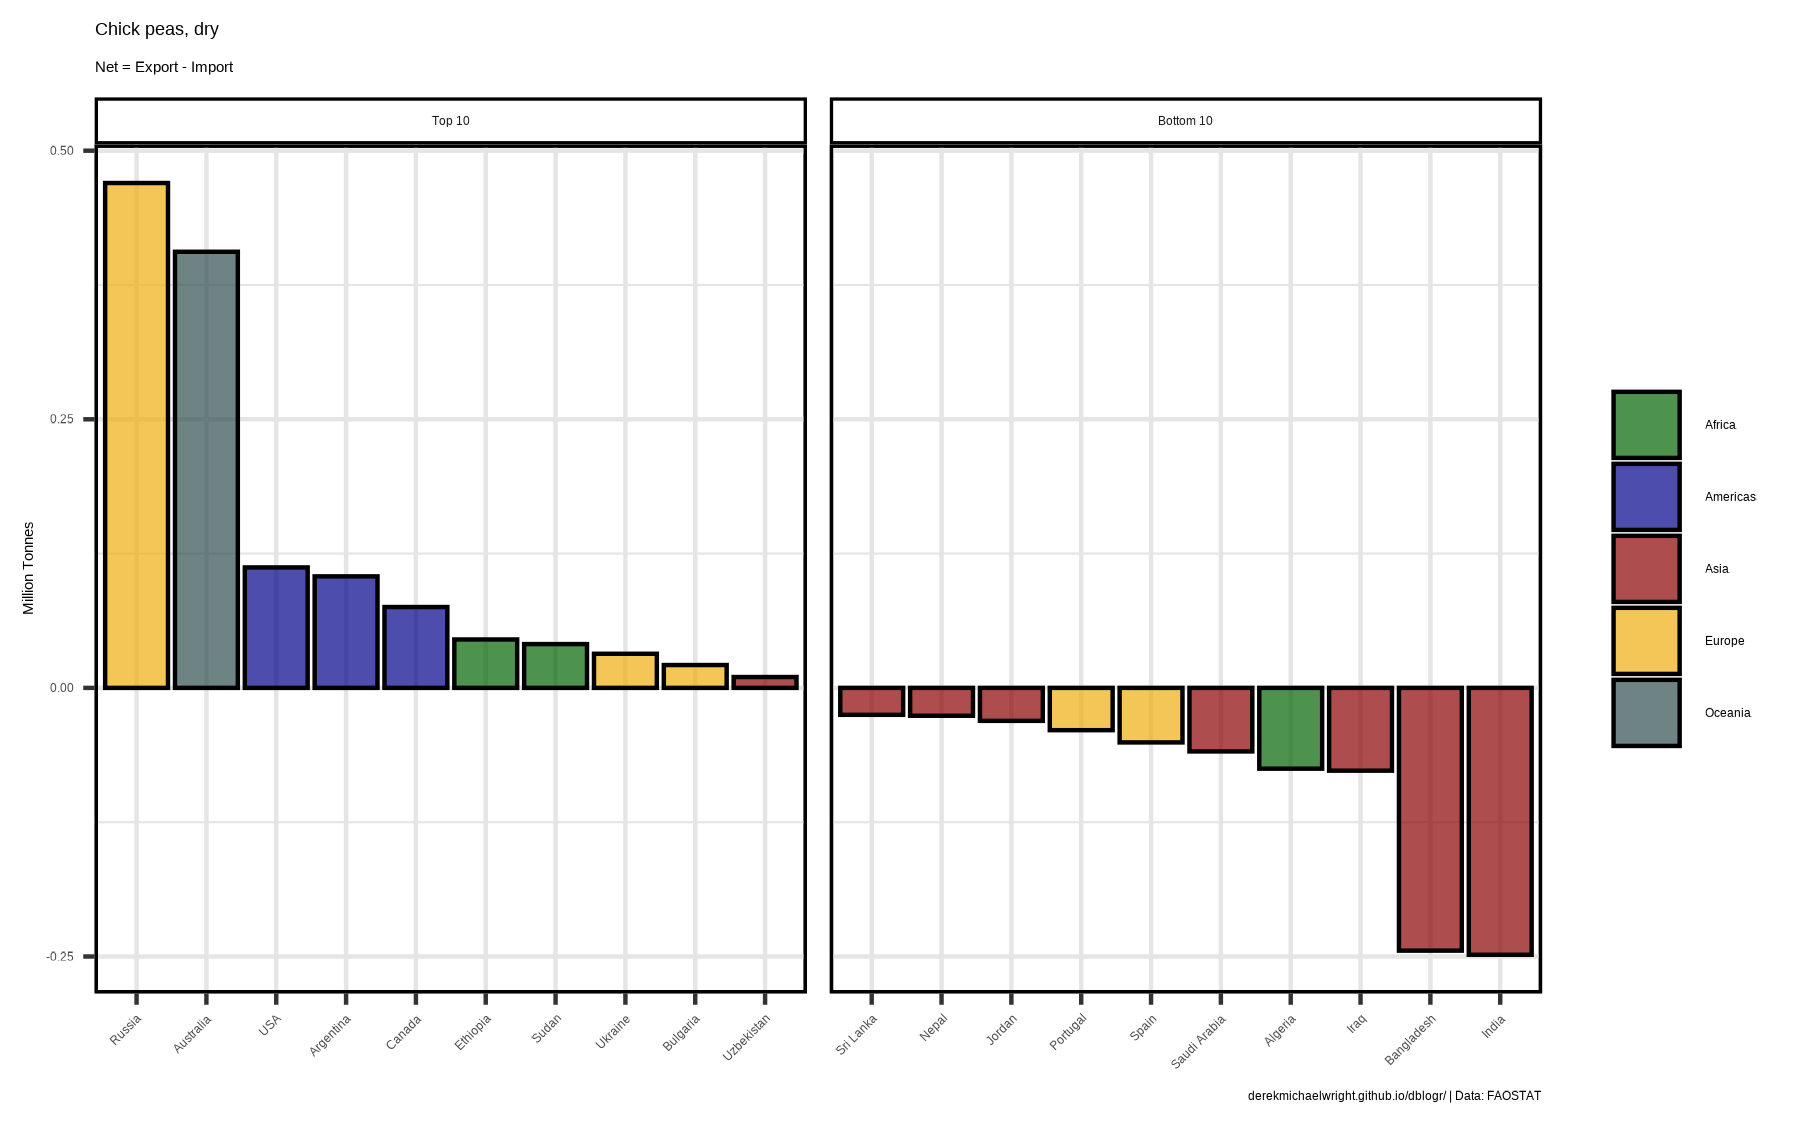 Chick peas, dry
Net = Export - Import
Top 10
Bottom 10
Million Tonnes
0.50
0.25
0.00
-0.25
Russia
Australia
USA
Argentina
Canada
Ethiopia
Sudan
Ukraine
Bulgaria
Uzbekistan
Sri Lanka
Nepal
Jordan
Portugal
Spain
Saudi Arabia
Algeria
Iraq
Bangladesh
India
Africa
Americas
Asia
Europe
Oceania
derekmichaelwright.github.io/dblogr/ | Data: FAOSTAT